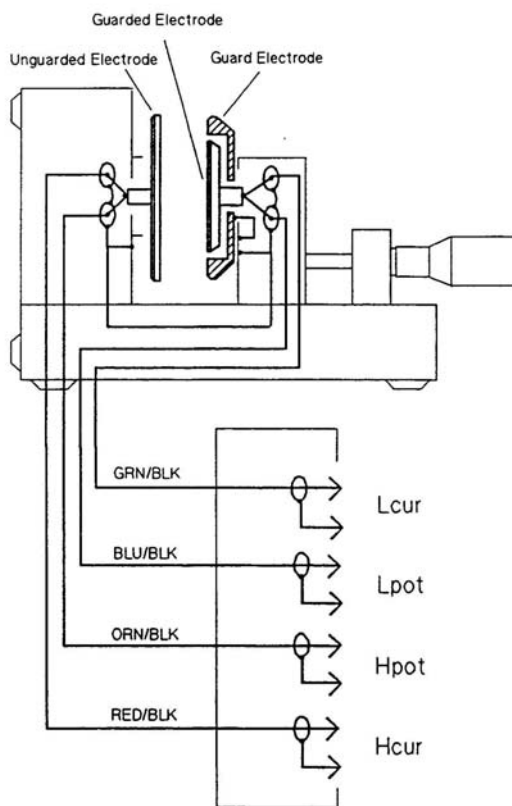 Guarded Electrode
Unguarded Electrode
Guard Electrode
GRN/BLK
Lcur
BLU/BLK
Lpot
ORN/BLK
Hpot
RED/BLK
Hcur